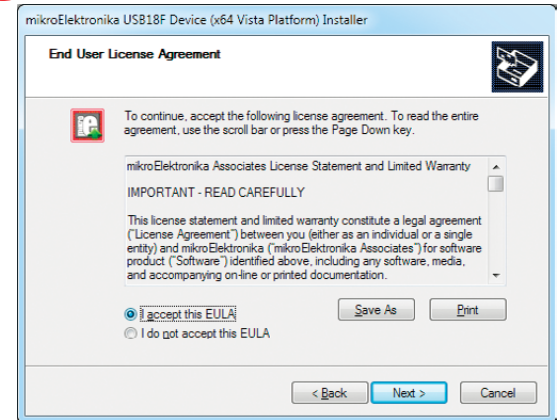 mikroElektronika USB18F Device (x64 Vista Platform) Installer
End User License Agreement
To continue, accept the following license agreement. To read the entire
agreement, use the scroll bar or press the Page Down key.
mikroElektronika Associates License Statement and Limited Warranty
IMPORTANT - READ CAREFULLY
This license statement and limited warranty constitute a legal agreement
("License Agreement") between you (either as an individual or a single
entity) and mikroElektronika ("mikroElektronika Associates") for software
product ("Software") identified above, including any software, media,
and accompanying on-line or printed documentation.
I accept this EULA
Save As
Print
I do not accept this EULA
< Back
Next >
Cancel